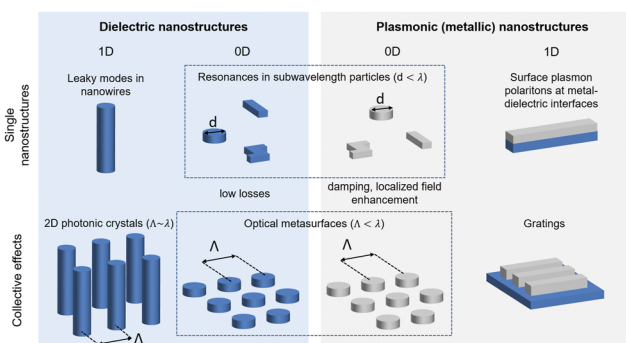 Dielectric nanostructures
Plasmonic (metallic) nanostructures
1D
0D
0D
1D
Single
nanostructures
Leaky modes in
nanowires
Resonances in subwavelength particles (d < λ)
Surface plasmon
polaritons at metal-
dielectric interfaces
d
d
low losses
damping, localized field
enhancement
Collective effects
2D photonic crystals (Λ~λ)
Optical metasurfaces (Λ < λ)
Gratings
Λ
Λ
Λ